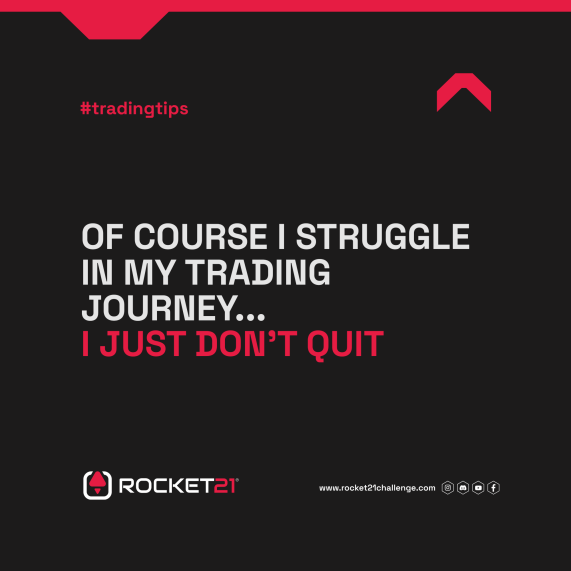 #tradingtips
OF COURSE I STRUGGLE
IN MY TRADING
JOURNEY...
I JUST DON'T QUIT
ROCKET21
www.rocket21challenge.com